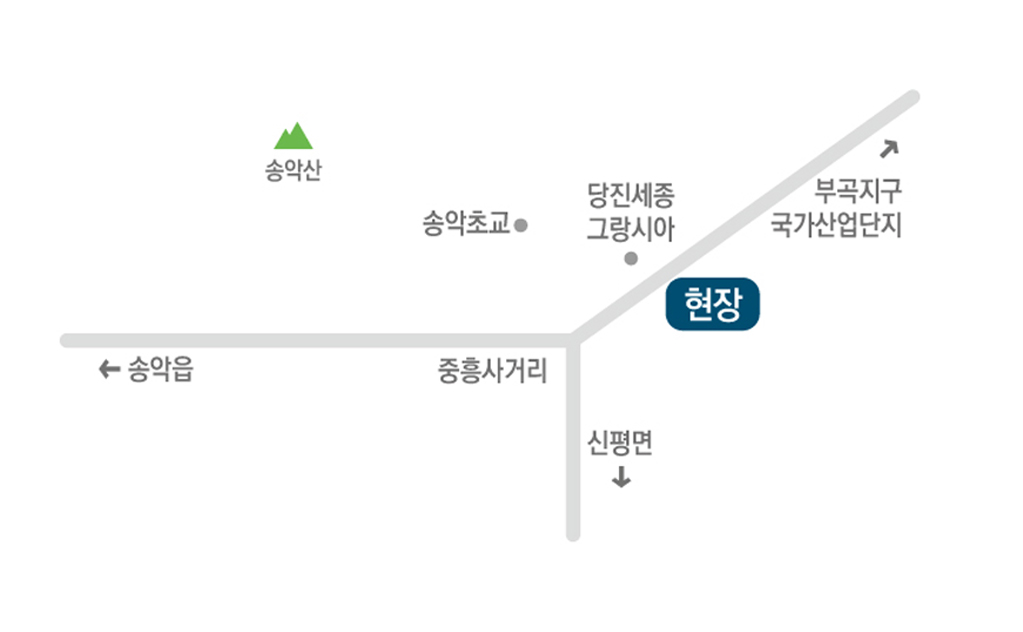 송악산
당진세종
그랑시아
송악초교
부곡지구
국가산업단지
현장
← 송악읍
중흥사거리
신평면